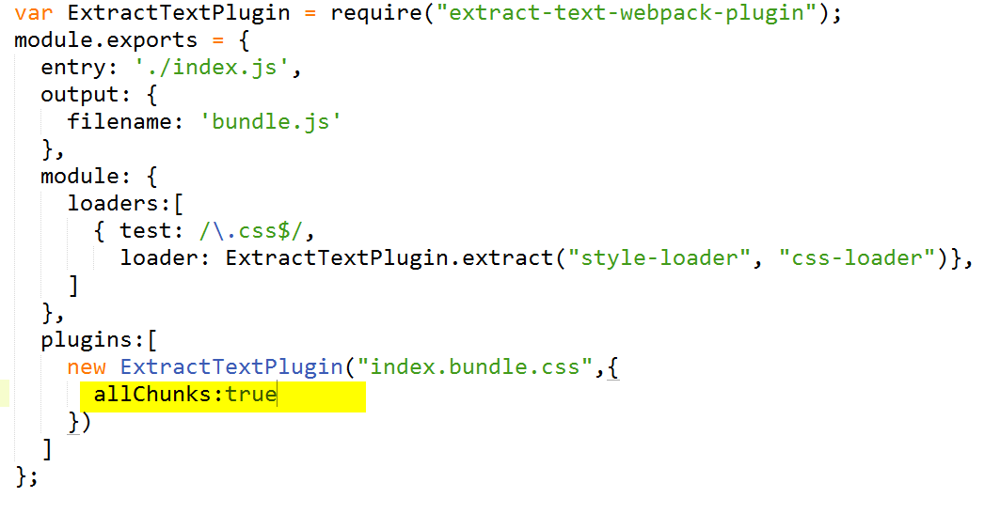 var ExtractTextPlugin = require("extract-text-webpack-plugin");
module.exports = {
  entry: './index.js',
  output: {
    filename: 'bundle.js'
  },
  module: {
    loaders:[
      { test: /\.css$/,
        loader: ExtractTextPlugin.extract("style-loader", "css-loader")},
    ]
  },
  plugins:[
    new ExtractTextPlugin("index.bundle.css",{
      allChunks:true
    })
  ]
};